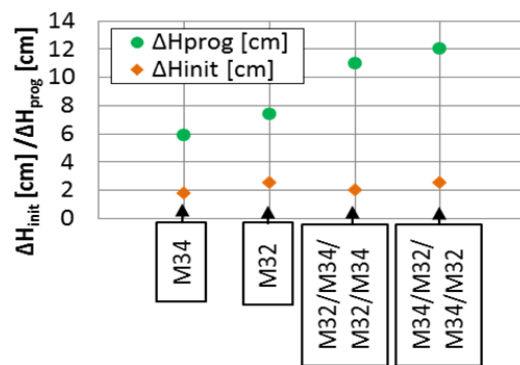 ΔHinit [cm] /ΔHprog [cm]
14
12
10
8
6
4
2
0
ΔHprog [cm]
ΔHinit [cm]
M34
M32
M32/M34/
M32/M34
M34/M32/
M34/M32